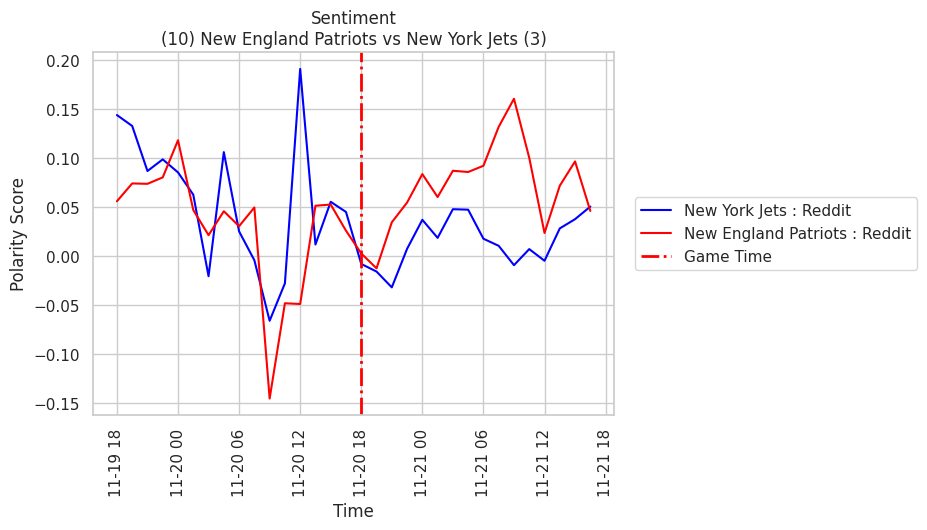 Sentiment
(10) New England Patriots vs New York Jets (3)
Polarity Score
0.20
0.15
0.10
0.05
0.00
−0.05
−0.10
−0.15
11-19 18
11-20 00
11-20 06
11-20 12
11-20 18
11-21 00
11-21 06
11-21 12
11-21 18
Time
New York Jets : Reddit
New England Patriots : Reddit
Game Time